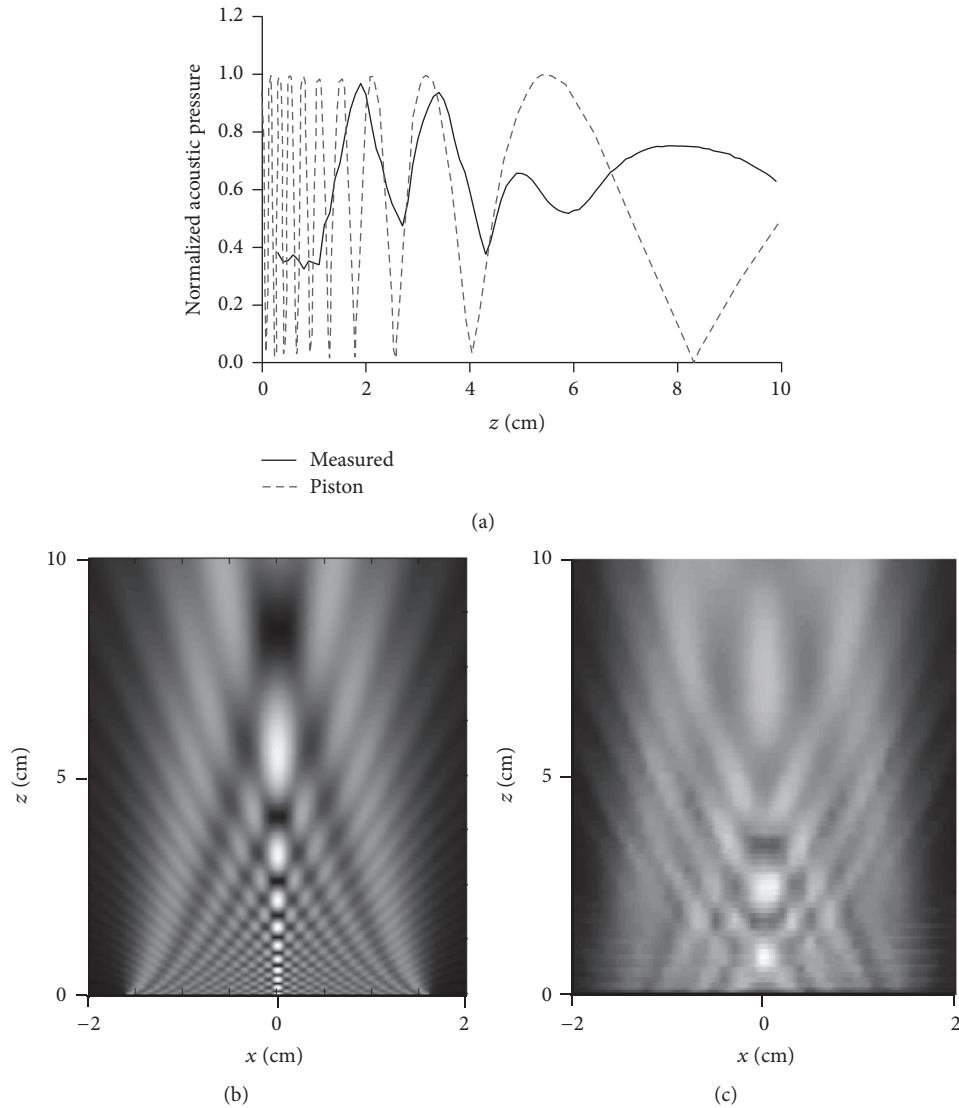 1.2
1.0
0.8
0.6
0.4
0.2
0.0
Normalized acoustic pressure
0 2 4 6 8 10
z (cm)
Measured
Piston
(a)
10
5
0
z (cm)
−2 0 2
x (cm)
(b)
10
5
0
z (cm)
−2 0 2
x (cm)
(c)